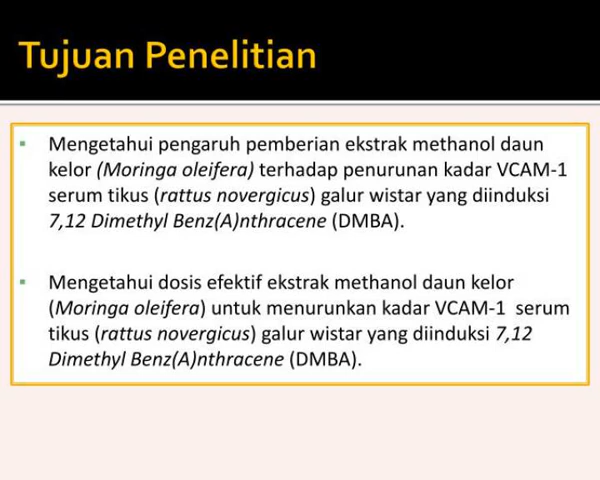 Tujuan Penelitian
▪ Mengetahui pengaruh pemberian ekstrak methanol daun
kelor (Moringa oleifera) terhadap penurunan kadar VCAM-1
serum tikus (rattus novergicus) galur wistar yang diinduksi
7,12 Dimethyl Benz(A)nthracene (DMBA).
▪ Mengetahui dosis efektif ekstrak methanol daun kelor
(Moringa oleifera) untuk menurunkan kadar VCAM-1 serum
tikus (rattus novergicus) galur wistar yang diinduksi 7,12
Dimethyl Benz(A)nthracene (DMBA).